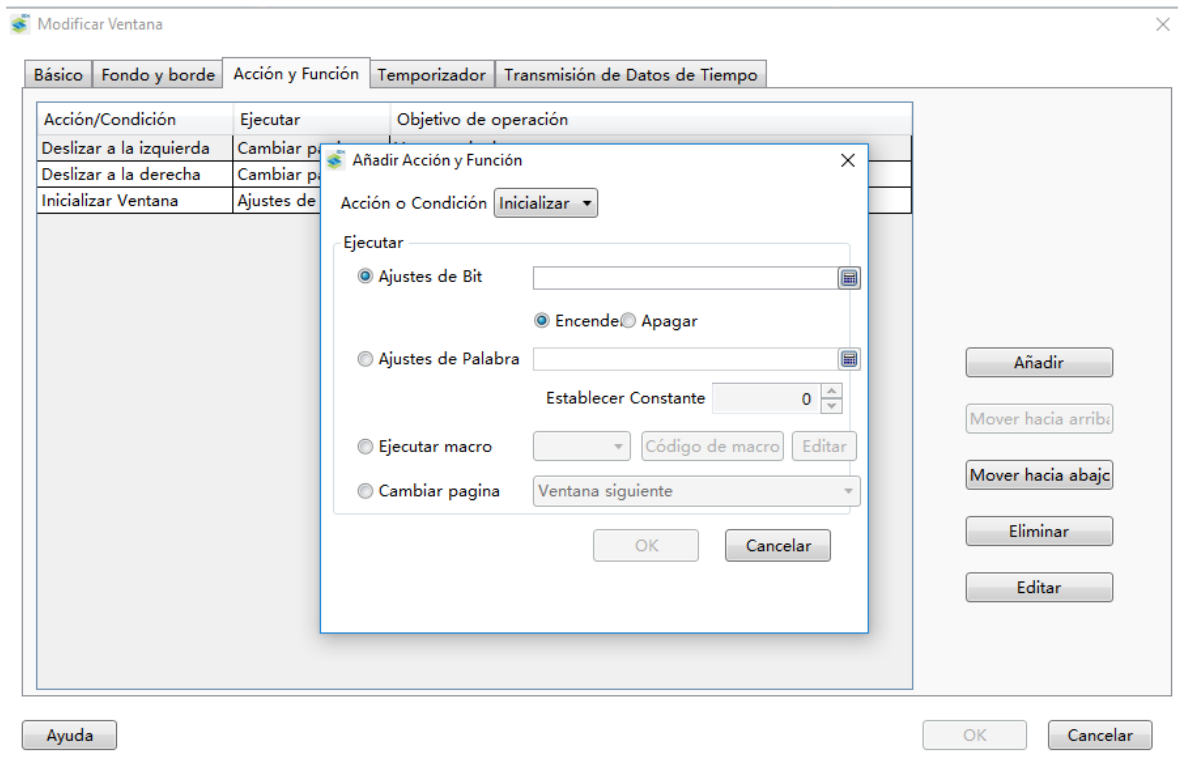 Modificar Ventana
Básico Fondo y borde Acción y Función Temporizador Transmisión de Datos de Tiempo
Acción/Condición Ejecutar Objetivo de operación
Deslizar a la izquierda Cambiar
Deslizar a la derecha Cambiar
Inicializar Ventana Ajustes de
Añadir Acción y Función
Acción o Condición Inicializar
Ejecutar
Ajustes de Bit
Encende Apagar
Ajustes de Palabra
Establecer Constante 0
Ejecutar macro Código de macro Editar
Cambiar pagina Ventana siguiente
OK Cancelar
Añadir
Mover hacia arriba
Mover hacia abajo
Eliminar
Editar
Ayuda OK Cancelar